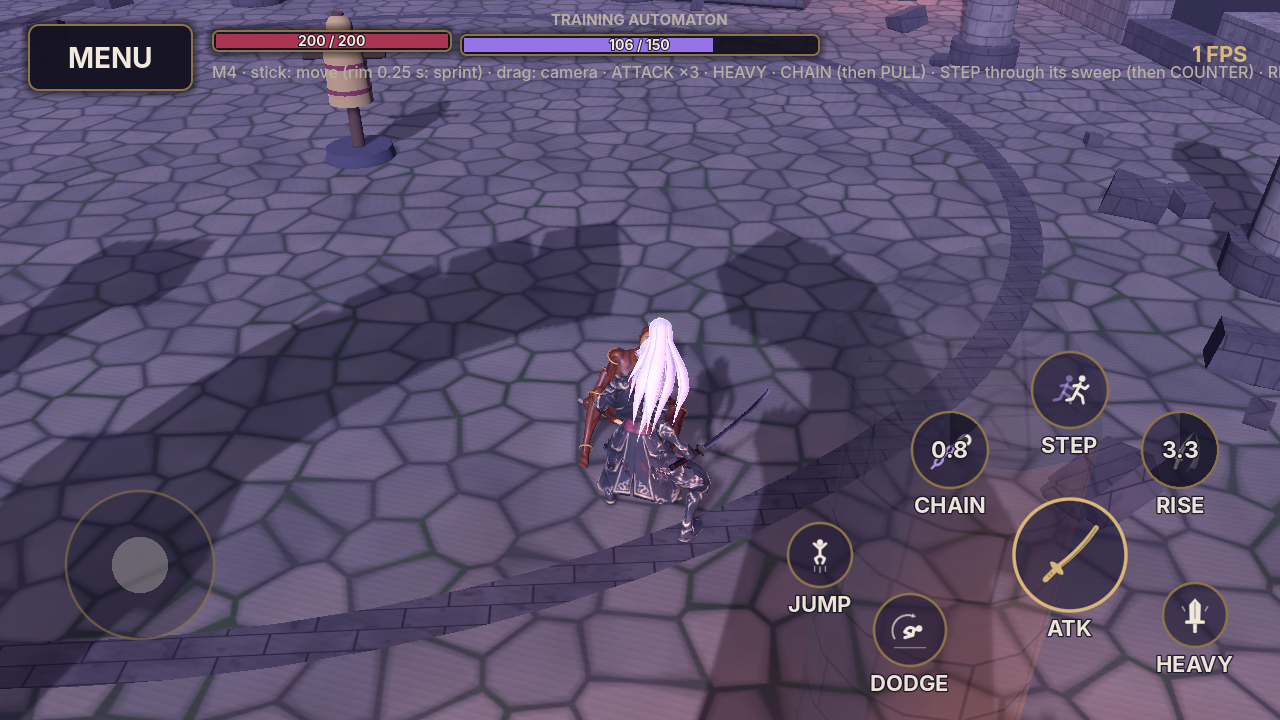 TRAINING AUTOMATON
MENU
200 / 200
106 / 150
1 FPS
M4 · stick: move (rim 0.25 s: sprint) · drag: camera · ATTACK ×3 · HEAVY · CHAIN (then PULL) · STEP through its sweep (then COUNTER) ·
STEP
0.8
3.3
CHAIN
RISE
JUMP
ATK
HEAVY
DODGE